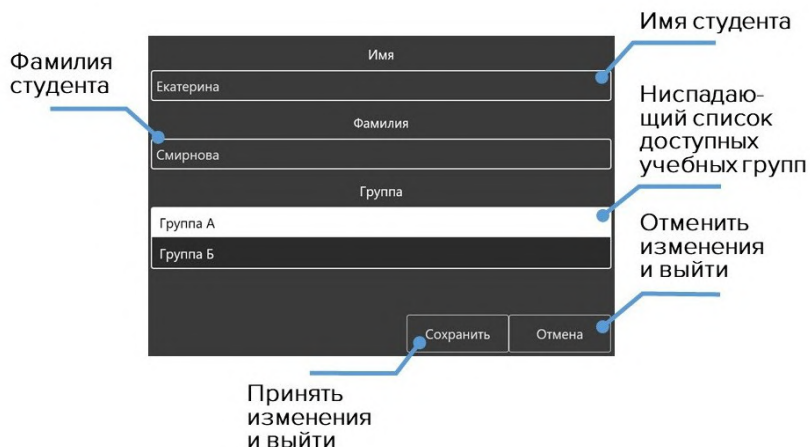 Имя студента
Имя
Фамилия
студента
Екатерина
Ниспадаю-
щий список
доступных
учебных групп
Фамилия
Смирнова
Группа
Группа А
Группа Б
Отменить
изменения
и выйти
Сохранить
Отмена
Принять
изменения
и выйти